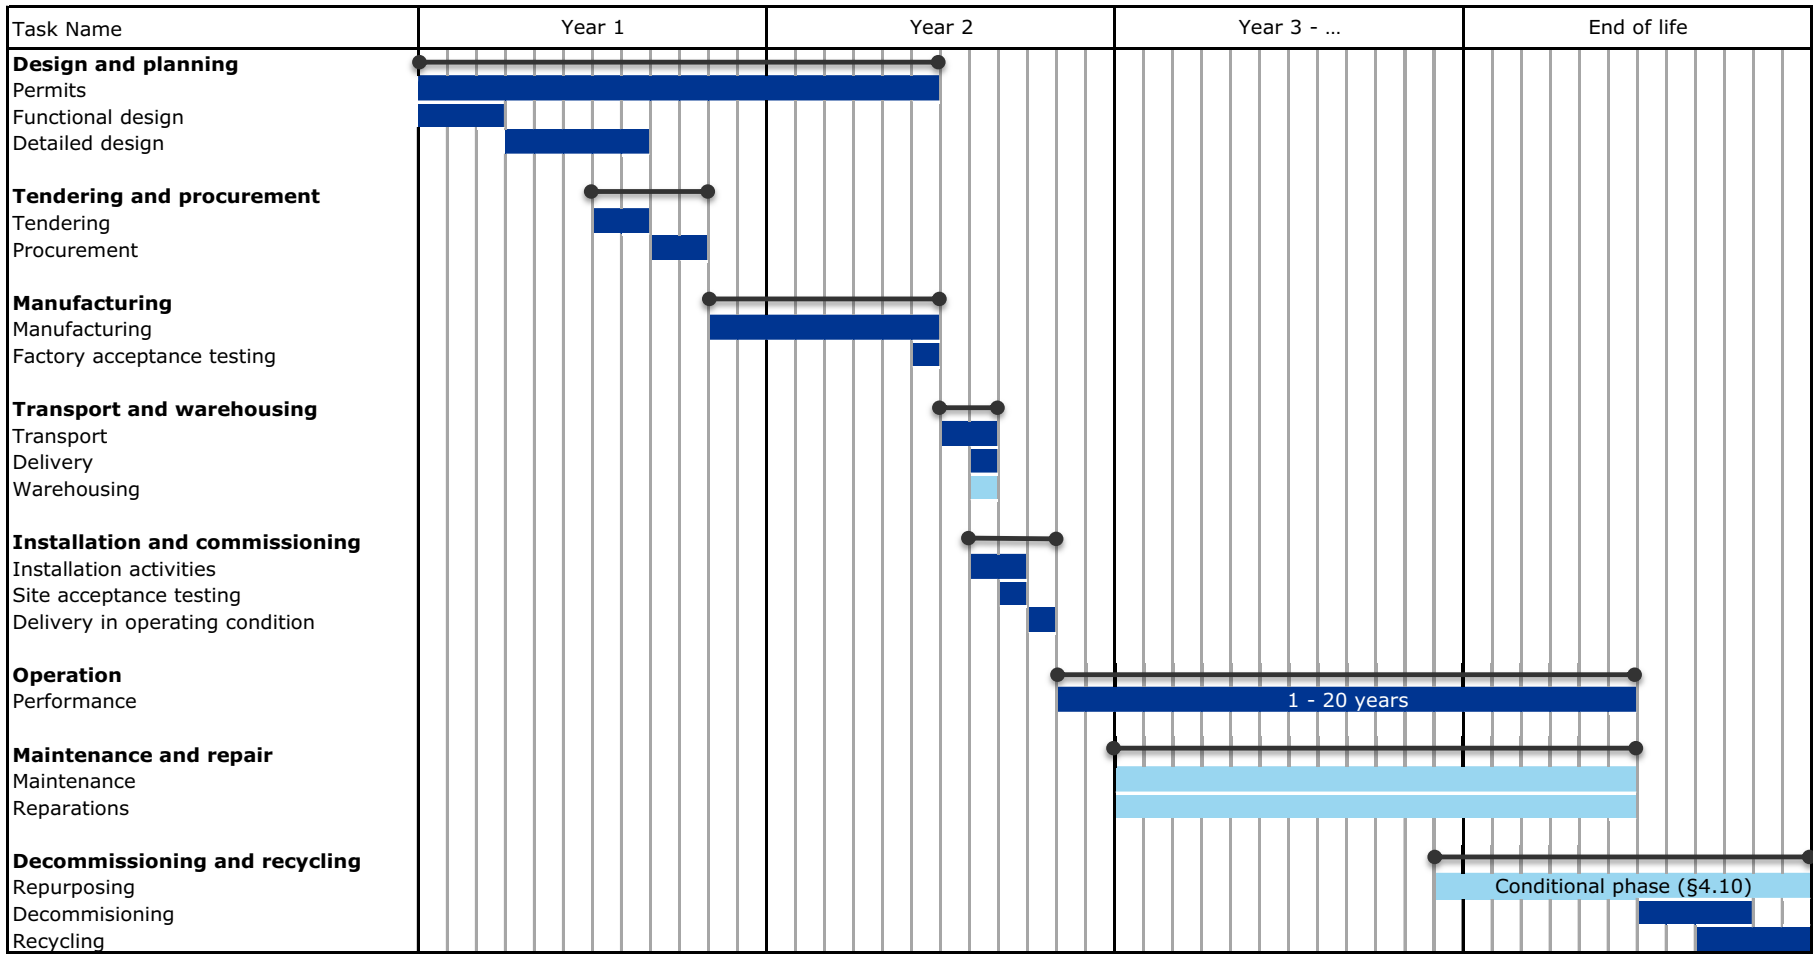 Task Name
Year 1
Year 2
Year 3 - ...
End of life
Design and planning
Permits
Functional design
Detailed design
Tendering and procurement
Tendering
Procurement
Manufacturing
Manufacturing
Factory acceptance testing
Transport and warehousing
Transport
Delivery
Warehousing
Installation and commissioning
Installation activities
Site acceptance testing
Delivery in operating condition
Operation
Performance
1 - 20 years
Maintenance and repair
Maintenance
Reparations
Decommissioning and recycling
Repurposing
Conditional phase (§4.10)
Decommisioning
Recycling